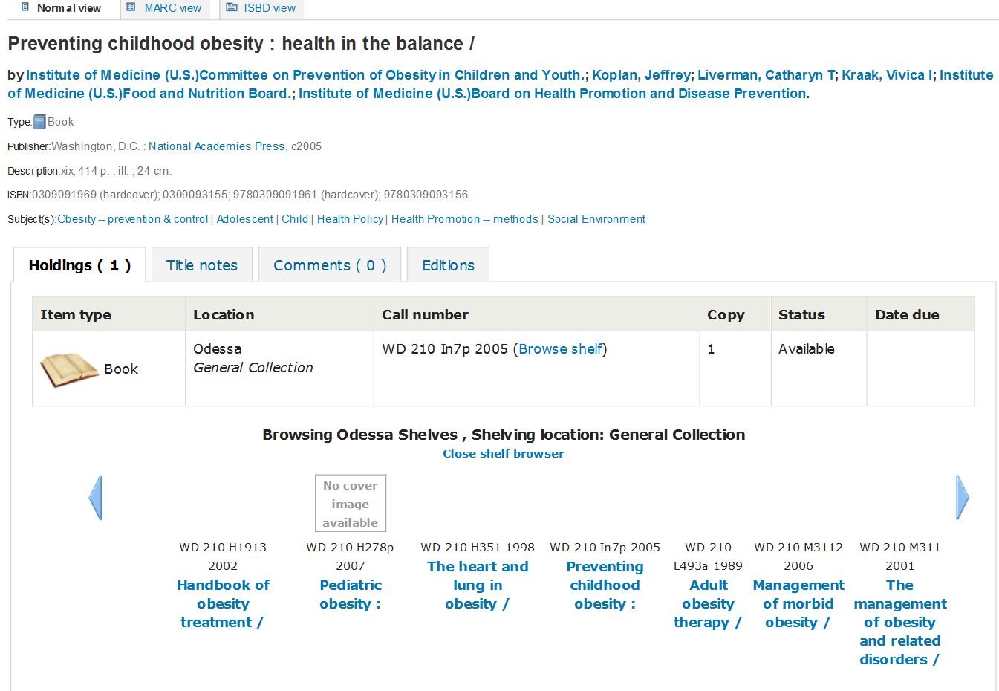 Normal view MARC view ISBD view
Preventing childhood obesity : health in the balance /
by Institute of Medicine (U.S.)Committee on Prevention of Obesity in Children and Youth.; Koplan, Jeffrey; Liverman, Catharyn T; Kraak, Vivica I; Institute
of Medicine (U.S.)Food and Nutrition Board.; Institute of Medicine (U.S.)Board on Health Promotion and Disease Prevention.
Type: Book
Publisher:Washington, D.C. : National Academies Press, c2005
Description:xix, 414 p. : ill. ; 24 cm.
ISBN:0309091969 (hardcover); 0309093155; 9780309091961 (hardcover); 9780309093156.
Subject(s):Obesity -- prevention & control | Adolescent | Child | Health Policy | Health Promotion -- methods | Social Environment
Holdings ( 1 ) Title notes Comments ( 0 ) Editions
Item type Location Call number Copy Status Date due
Odessa WD 210 In7p 2005 (Browse shelf) 1 Available
General Collection
Book
Browsing Odessa Shelves , Shelving location: General Collection
Close shelf browser
No cover
image
available
WD 210 H1913
2002
Handbook of
obesity
treatment /
WD 210 H278p
2007
Pediatric
obesity :
WD 210 H351 1998
The heart and
lung in
obesity /
WD 210 In7p 2005
Preventing
childhood
obesity :
WD 210
L493a 1989
Adult
obesity
therapy /
WD 210 M3112
2006
Management
of morbid
obesity /
WD 210 M311
2001
The
management
of obesity
and related
disorders /